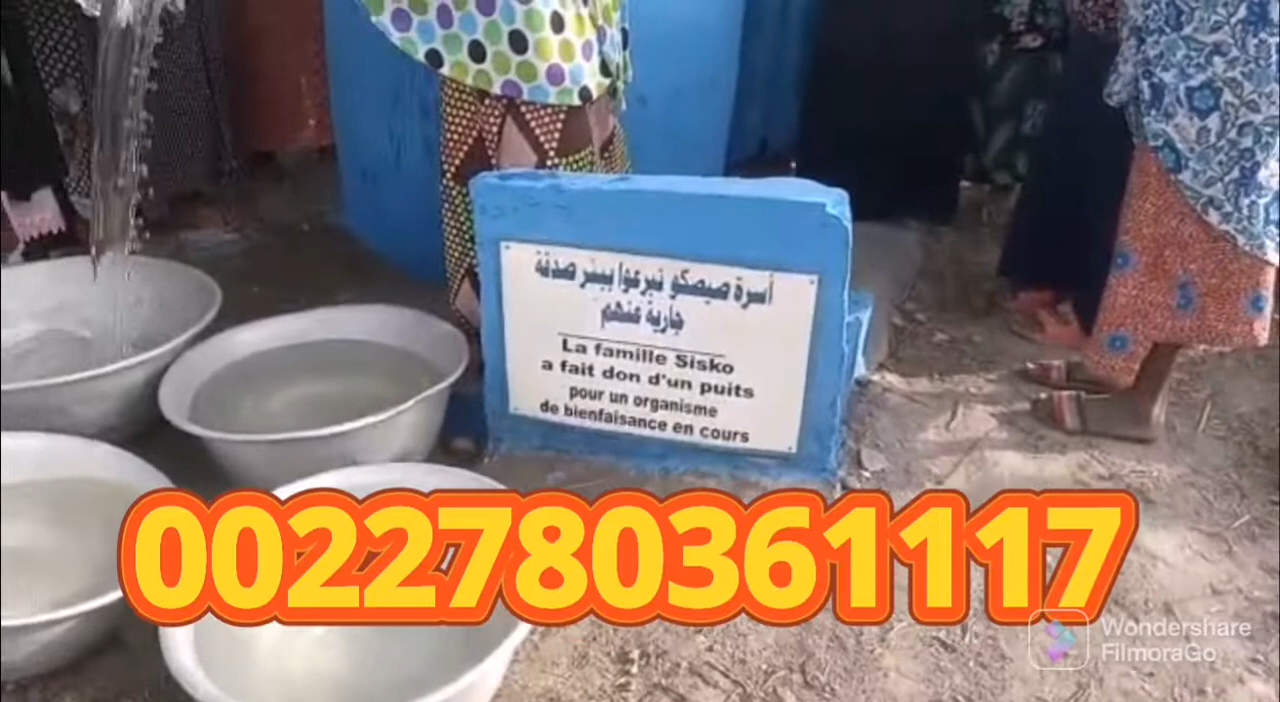 أسرة صيصكو تبرعوا ببئر صدقة
جارية عنهم
La famille Sisko
a fait don d'un puits
pour un organisme
de bienfaisance en cours
0022780361117
Wondershare
FilmoraGo